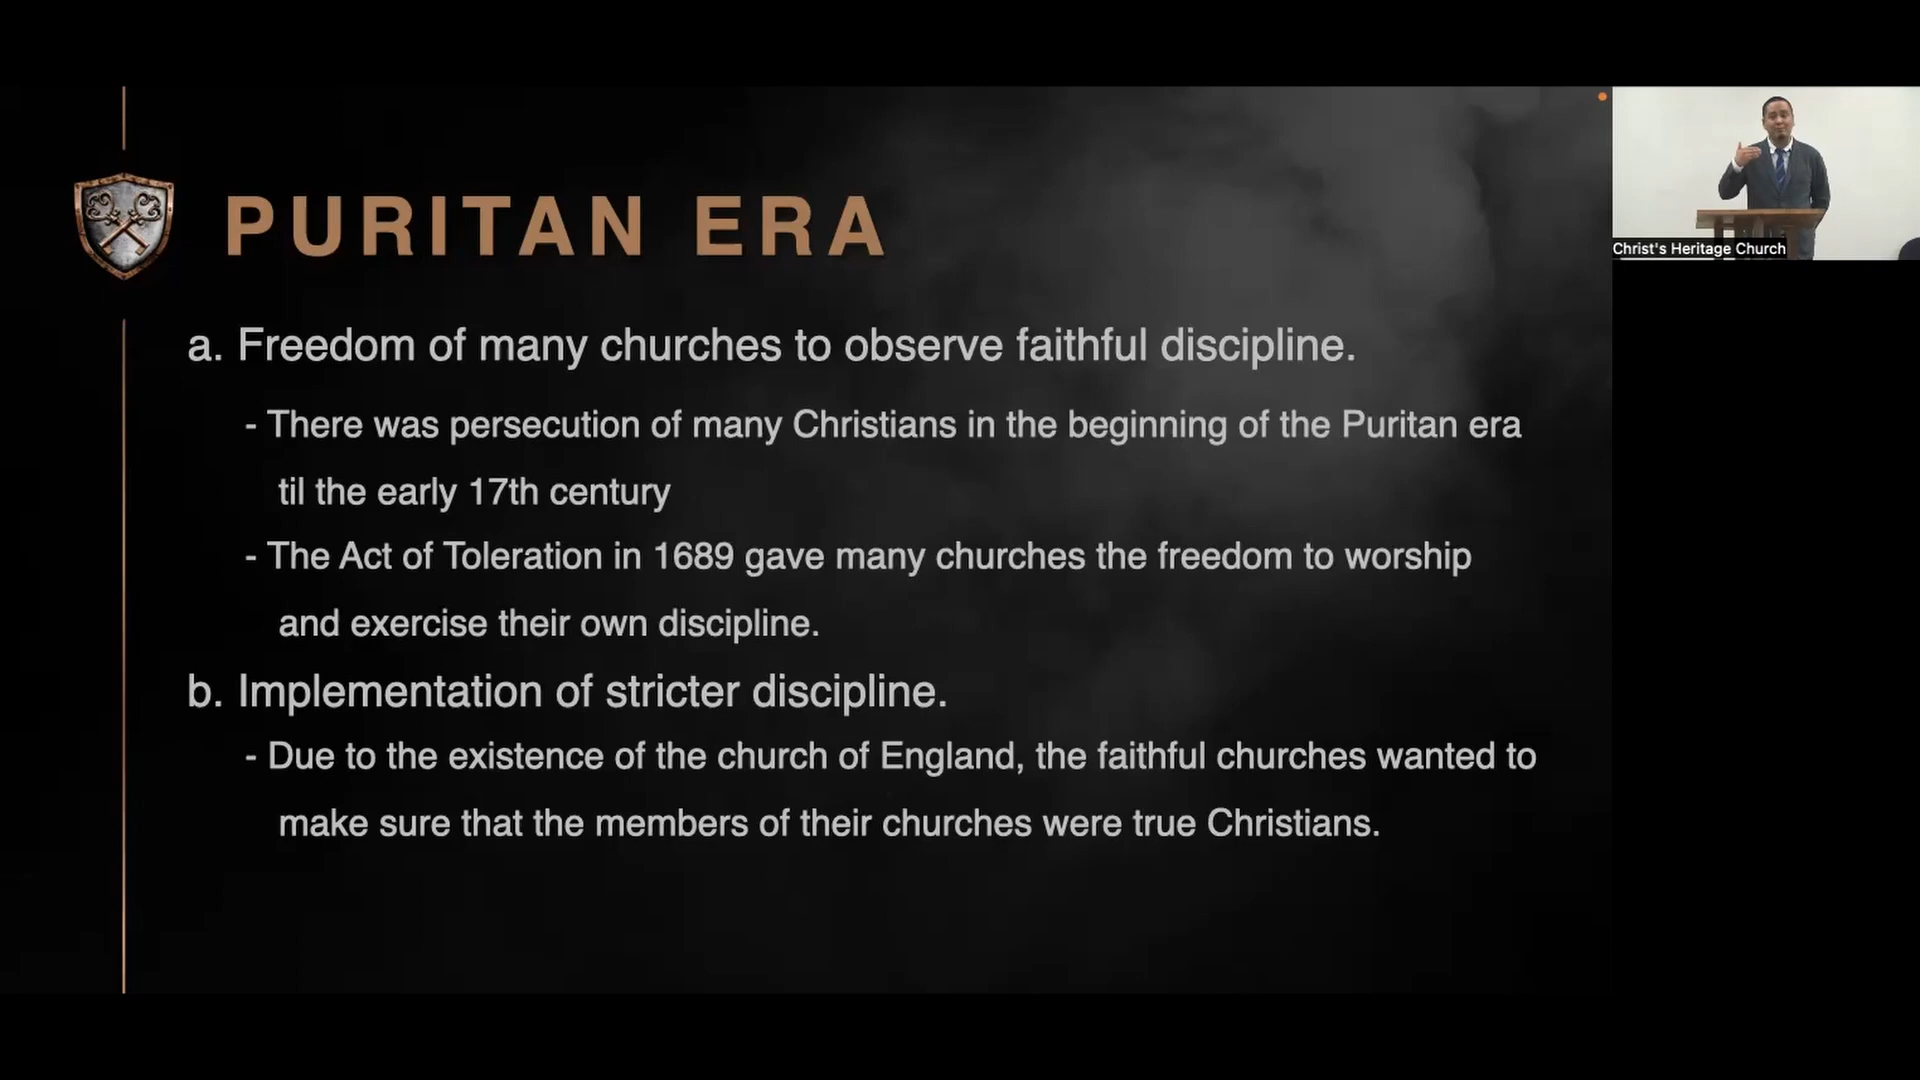 PURITAN ERA
a. Freedom of many churches to observe faithful discipline.
- There was persecution of many Christians in the beginning of the Puritan era
til the early 17th century
- The Act of Toleration in 1689 gave many churches the freedom to worship
and exercise their own discipline.
b. Implementation of stricter discipline.
- Due to the existence of the church of England, the faithful churches wanted to
make sure that the members of their churches were true Christians.
Christ's Heritage Church